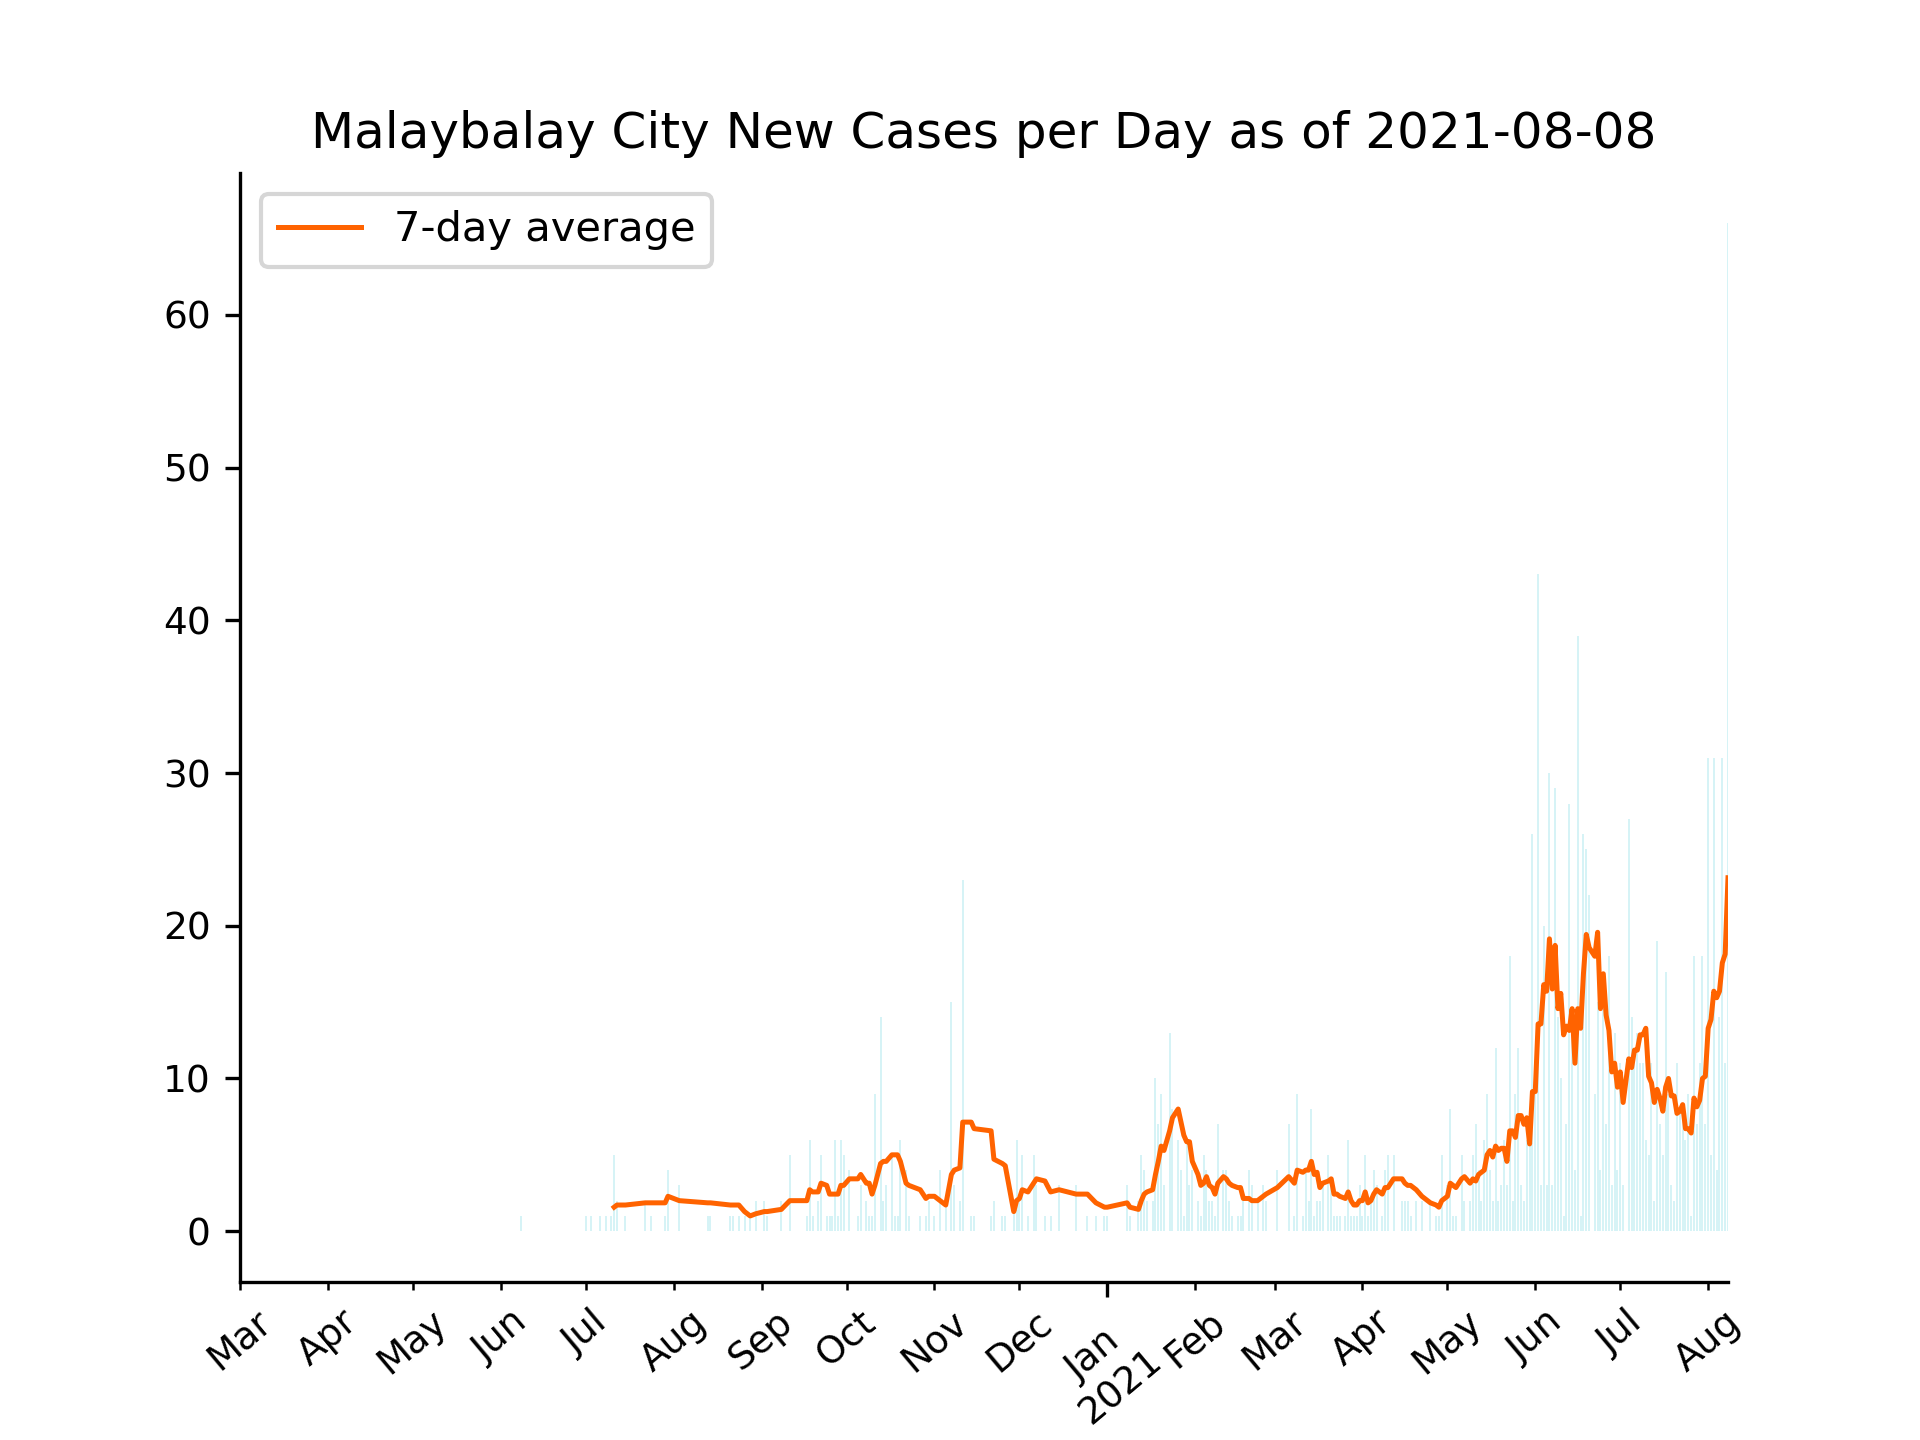 Malaybalay City New Cases per Day as of 2021-08-08
7-day average
60
50
40
30
20
10
0
Mar Apr May Jun Jul Aug Sep Oct Nov Dec Jan Feb Mar Apr May Jun Jul Aug
2021